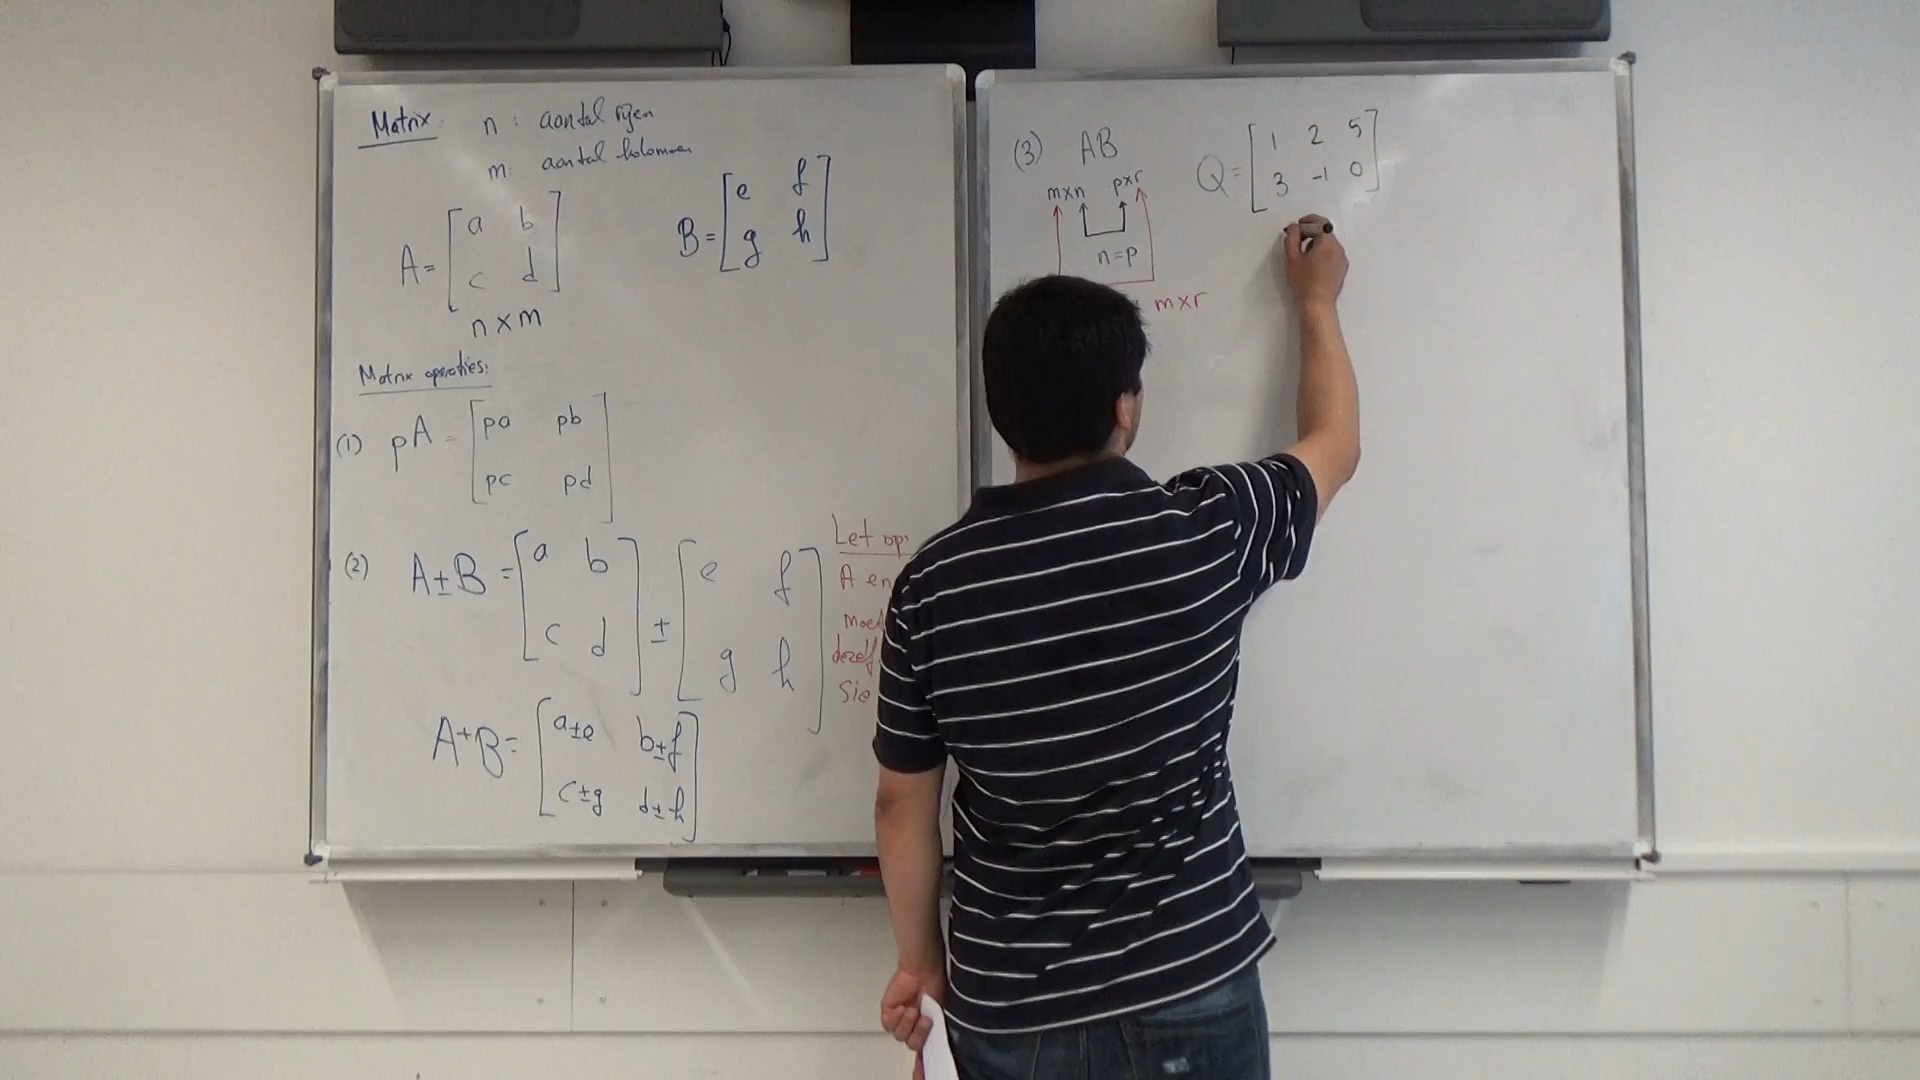 Matrix: n: aantal rijen
m: aantal kolommen
A = [a b
c d]
n x m
B = [e f
g h]
Matrix operaties:
(1) pA = [pa pb
pc pd]
(2) A ± B = [a b
c d] ± [e f
g h]
Let op:
A en
moet
dezelf
Sie
A + B = [a±e b±f
c±g d±h]
(3) AB
m x n p x r
n = p
m x r
Q = [1 2 5
3 -1 0]